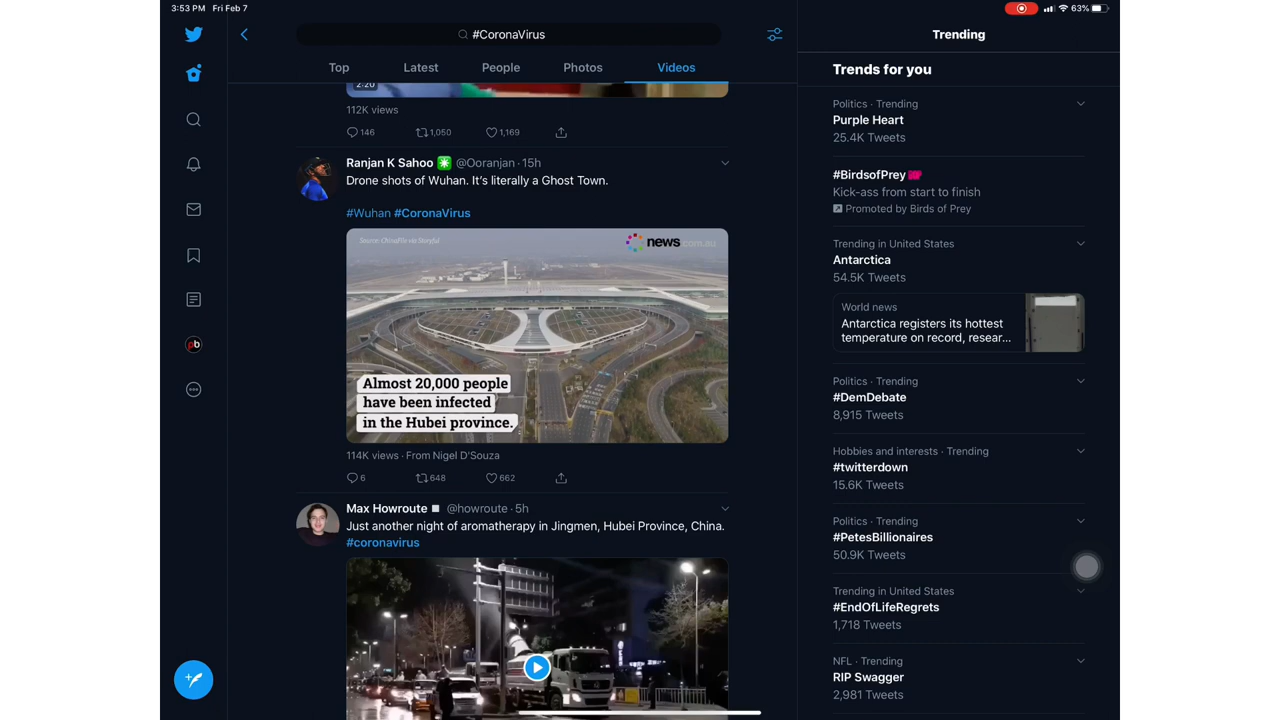 3:53 PM Fri Feb 7
63%
#CoronaVirus
Top Latest People Photos Videos
2:20
112K views
146 1,050 1,169
Ranjan K Sahoo @Ooranjan · 15h
Drone shots of Wuhan. It's literally a Ghost Town.
#Wuhan #CoronaVirus
Source: ChinaFile via Storyful
news.com.au
Almost 20,000 people
have been infected
in the Hubei province.
114K views · From Nigel D'Souza
6 648 662
Max Howroute @howroute · 5h
Just another night of aromatherapy in Jingmen, Hubei Province, China.
#coronavirus
pb
Trending
Trends for you
Politics · Trending
Purple Heart
25.4K Tweets
#BirdsofPrey
Kick-ass from start to finish
Promoted by Birds of Prey
Trending in United States
Antarctica
54.5K Tweets
World news
Antarctica registers its hottest
temperature on record, resear...
Politics · Trending
#DemDebate
8,915 Tweets
Hobbies and interests · Trending
#twitterdown
15.6K Tweets
Politics · Trending
#PetesBillionaires
50.9K Tweets
Trending in United States
#EndOfLifeRegrets
1,718 Tweets
NFL · Trending
RIP Swagger
2,981 Tweets